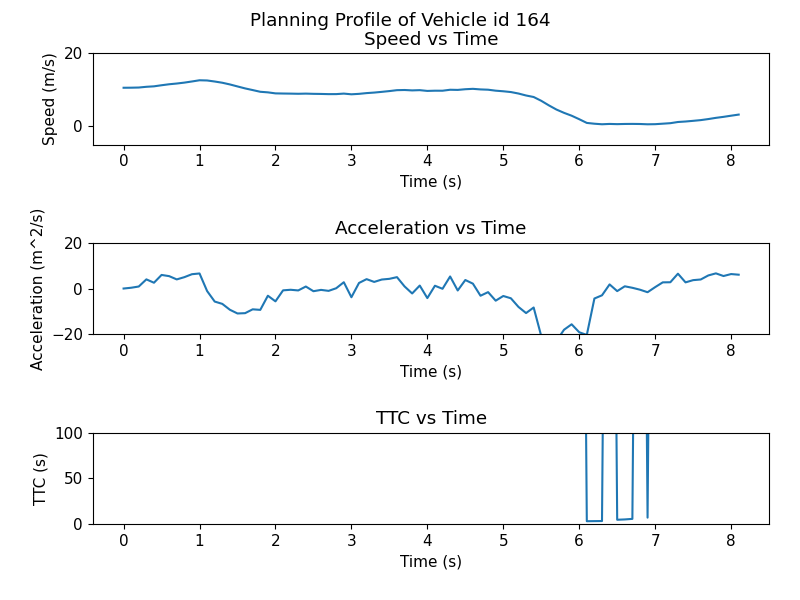 Planning Profile of Vehicle id 164
Speed vs Time
20
0
Speed (m/s)
0 1 2 3 4 5 6 7 8
Time (s)
Acceleration vs Time
20
0
−20
Acceleration (m^2/s)
0 1 2 3 4 5 6 7 8
Time (s)
TTC vs Time
100
50
0
TTC (s)
0 1 2 3 4 5 6 7 8
Time (s)